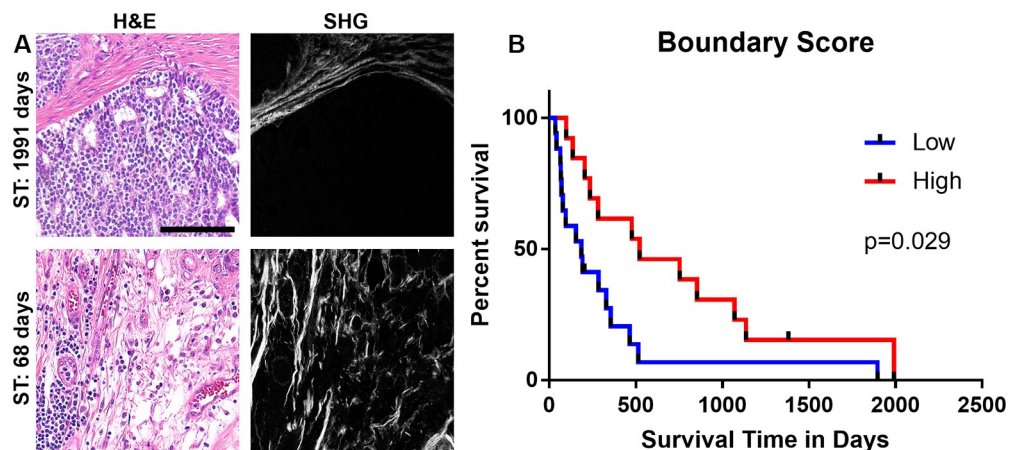 H&E SHG
A
ST: 1991 days
ST: 68 days
B
Boundary Score
Percent survival
100
50
0
0 500 1000 1500 2000 2500
Survival Time in Days
Low
High
p=0.029